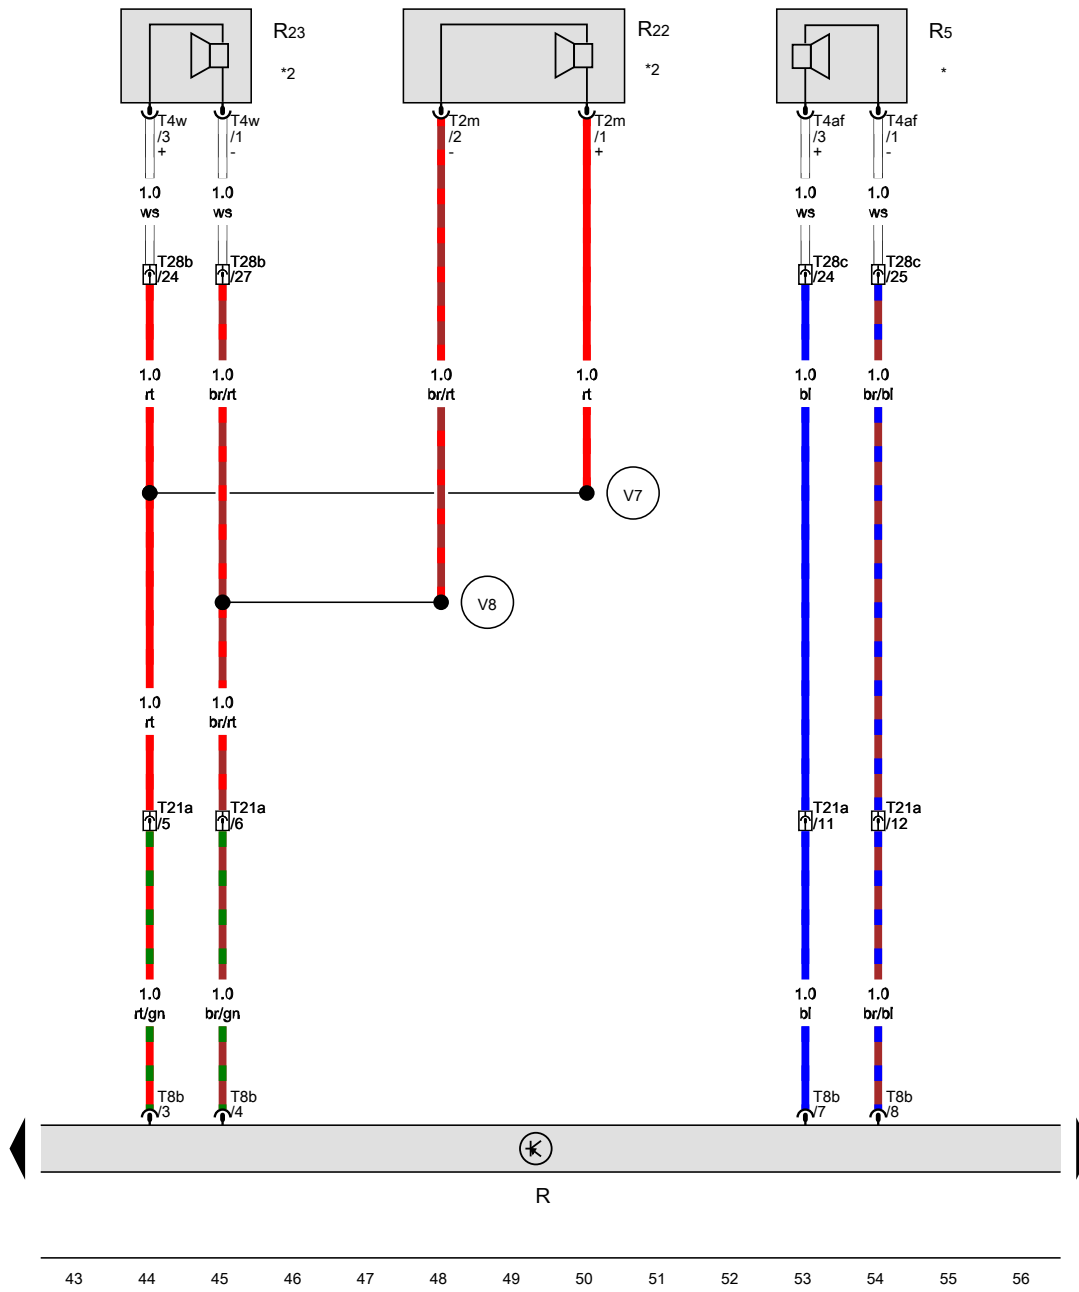 R23
*2
R22
*2
R5
*
T4w
/3
+
T4w
/1
-
T2m
/2
-
T2m
/1
+
T4af
/3
+
T4af
/1
-
1.0
ws
1.0
ws
1.0
ws
1.0
ws
T28b
/24
T28b
/27
T28c
/24
T28c
/25
1.0
rt
1.0
br/rt
1.0
br/rt
1.0
rt
1.0
bl
1.0
br/bl
V7
V8
1.0
rt
1.0
br/rt
T21a
/5
T21a
/6
T21a
/11
T21a
/12
1.0
rt/gn
1.0
br/gn
1.0
bl
1.0
br/bl
T8b
/3
T8b
/4
T8b
/7
T8b
/8
R
43 44 45 46 47 48 49 50 51 52 53 54 55 56